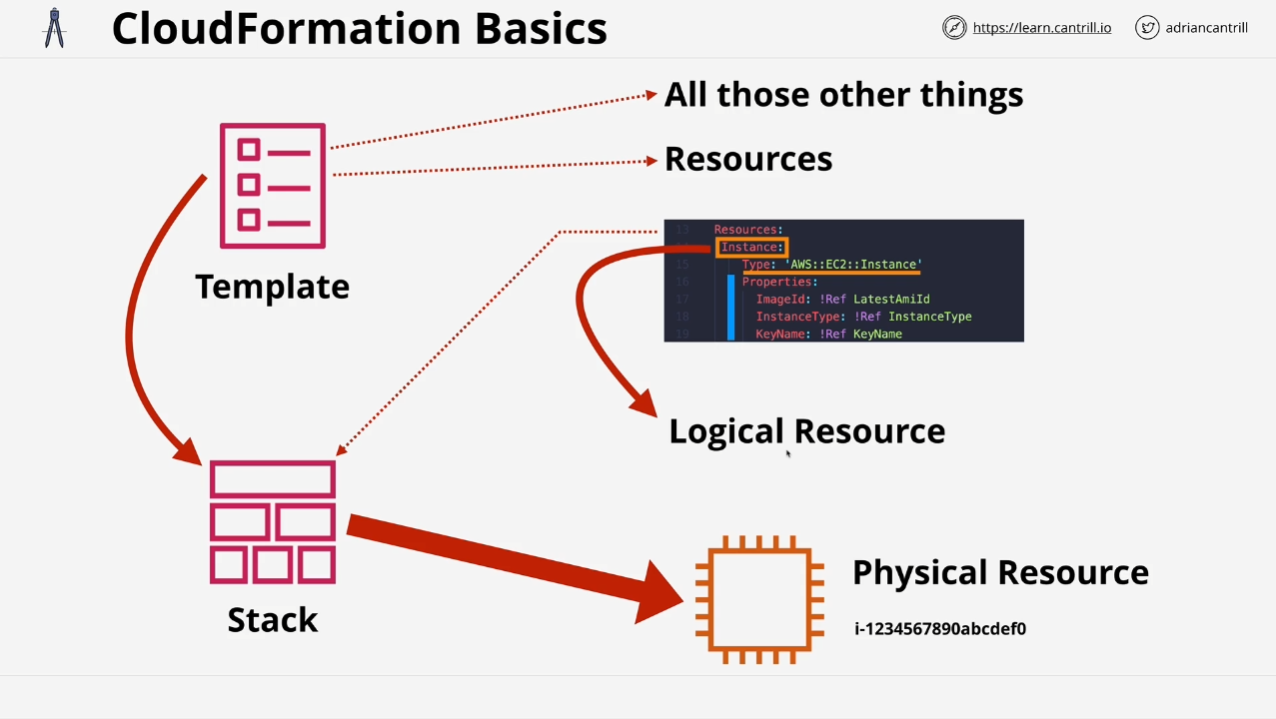 CloudFormation Basics
https://learn.cantrill.io
adriancantrill
All those other things
Resources
Template
13 Resources:
Instance:
15 Type: 'AWS::EC2::Instance'
16 Properties:
17 ImageId: !Ref LatestAmiId
18 InstanceType: !Ref InstanceType
19 KeyName: !Ref KeyName
Logical Resource
Stack
Physical Resource
i-1234567890abcdef0